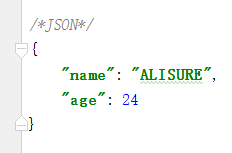 /*JSON*/
{
    "name": "ALISURE",
    "age": 24
}